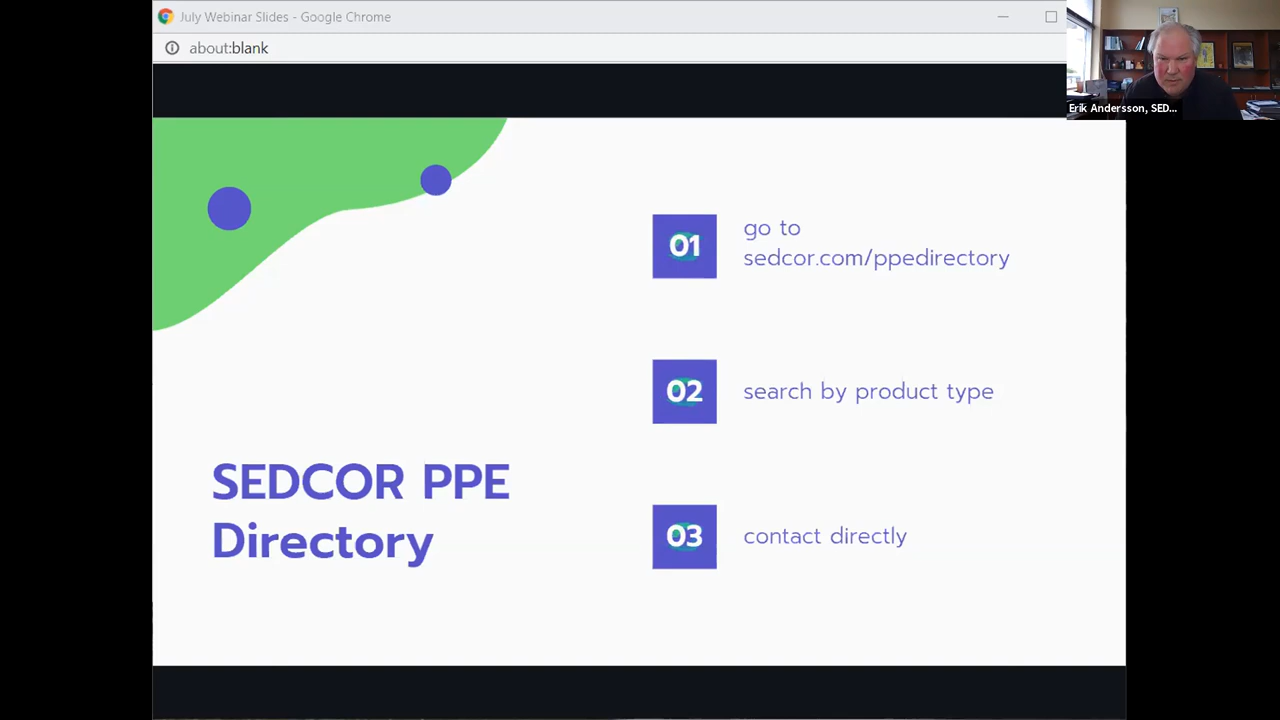 July Webinar Slides - Google Chrome
about:blank
Erik Andersson, SED...
01
go to
sedcor.com/ppedirectory
02
search by product type
SEDCOR PPE
Directory
03
contact directly